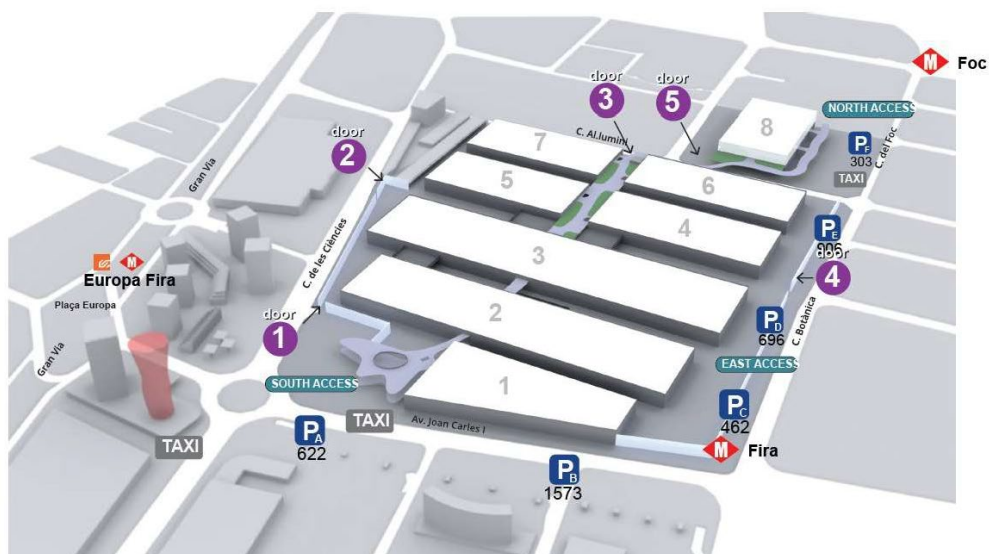 M Foc
door
3
door
5
NORTH ACCESS
8
C. Al.lumini
7
P F
303
C. del Foc
TAXI
door
2
5
6
Gran Via
4
P E
906
door
4
3
C. de les Ciències
M
Europa Fira
Plaça Europa
2
P D
696
C. Botànica
door
1
EAST ACCESS
Gran Via
SOUTH ACCESS
1
P C
462
TAXI
Av. Joan Carles I
TAXI
P A
622
M Fira
P B
1573